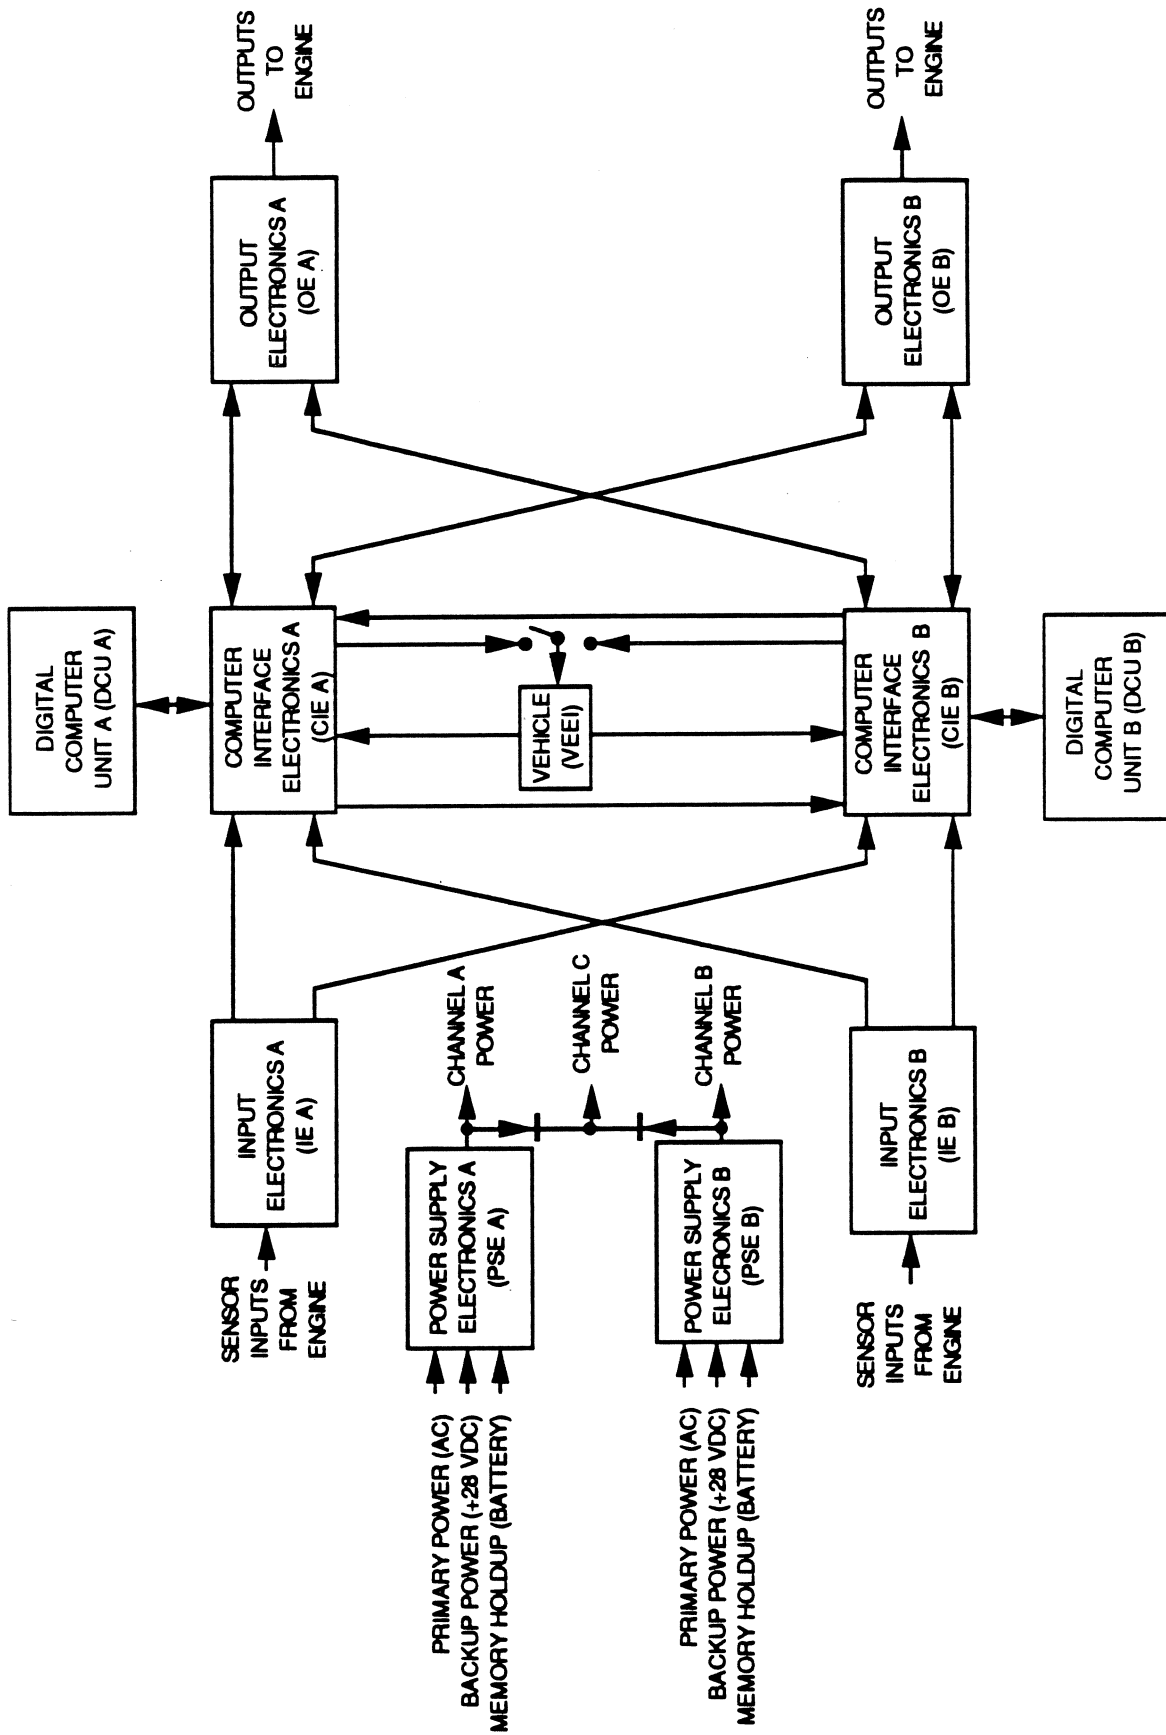 DIGITAL
COMPUTER
UNIT A (DCU A)
SENSOR
INPUTS
FROM
ENGINE
INPUT
ELECTRONICS A
(IE A)
COMPUTER
INTERFACE
ELECTRONICS A
(CIE A)
OUTPUT
ELECTRONICS A
(OE A)
OUTPUTS
TO
ENGINE
PRIMARY POWER (AC)
BACKUP POWER (+28 VDC)
MEMORY HOLDUP (BATTERY)
POWER SUPPLY
ELECTRONICS A
(PSE A)
CHANNEL A
POWER
CHANNEL C
POWER
VEHICLE
(VEEI)
PRIMARY POWER (AC)
BACKUP POWER (+28 VDC)
MEMORY HOLDUP (BATTERY)
POWER SUPPLY
ELECRONICS B
(PSE B)
CHANNEL B
POWER
SENSOR
INPUTS
FROM
ENGINE
INPUT
ELECTRONICS B
(IE B)
COMPUTER
INTERFACE
ELECTRONICS B
(CIE B)
OUTPUT
ELECTRONICS B
(OE B)
OUTPUTS
TO
ENGINE
DIGITAL
COMPUTER
UNIT B (DCU B)